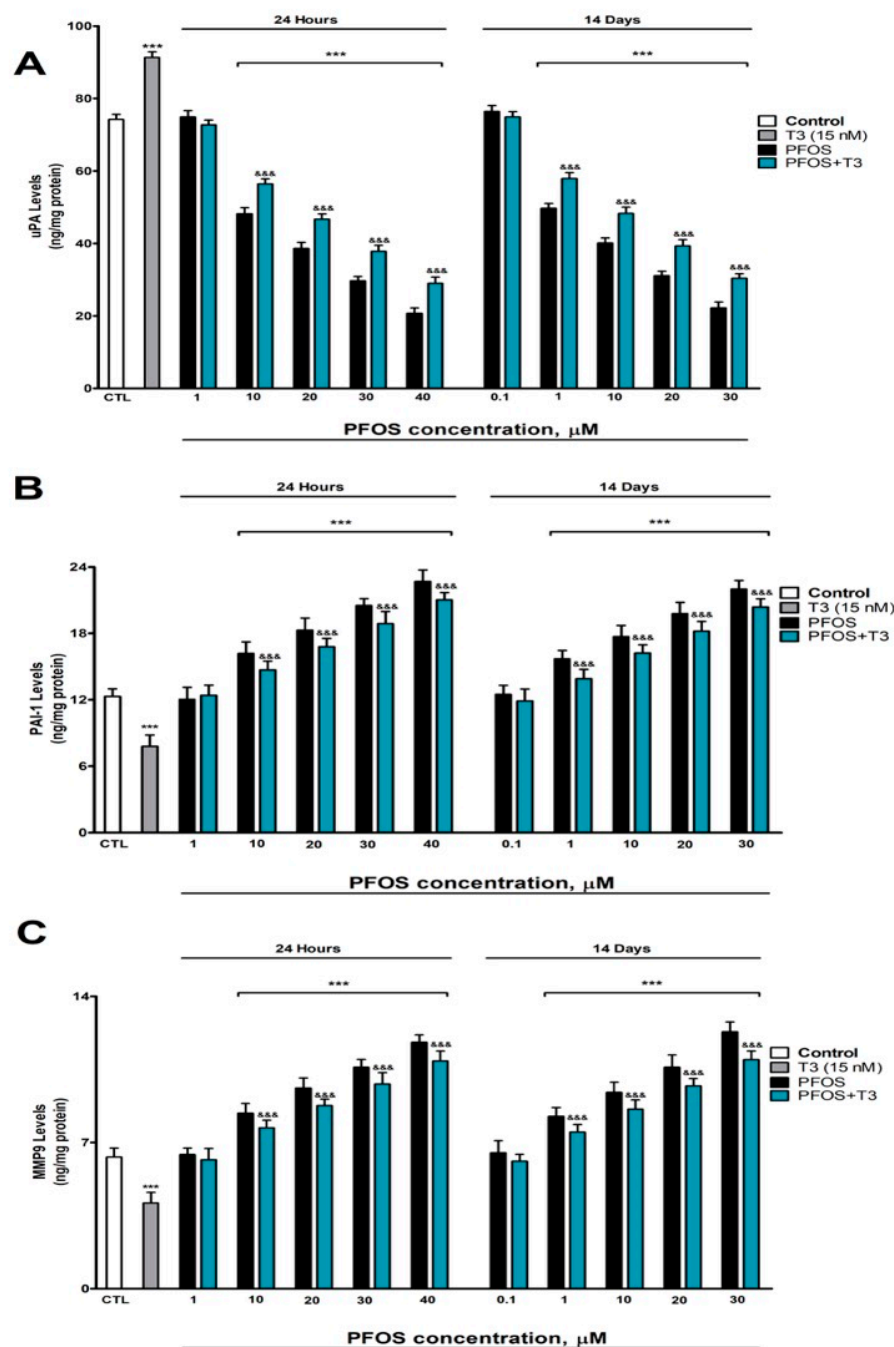 A
24 Hours
14 Days
***
***
***
100
80
60
40
20
0
uPA Levels
(ng/mg protein)
&&&
&&&
&&&
&&&
&&&
&&&
&&&
&&&
Control
T3 (15 nM)
PFOS
PFOS+T3
CTL
1
10
20
30
40
0.1
1
10
20
30
PFOS concentration, μM
B
24 Hours
14 Days
***
***
24
18
12
6
0
PAI-1 Levels
(ng/mg protein)
***
&&&
&&&
&&&
&&&
&&&
&&&
&&&
&&&
Control
T3 (15 nM)
PFOS
PFOS+T3
CTL
1
10
20
30
40
0.1
1
10
20
30
PFOS concentration, μM
C
24 Hours
14 Days
***
***
14
7
0
MMP9 Levels
(ng/mg protein)
***
&&&
&&&
&&&
&&&
&&&
&&&
&&&
&&&
Control
T3 (15 nM)
PFOS
PFOS+T3
CTL
1
10
20
30
40
0.1
1
10
20
30
PFOS concentration, μM